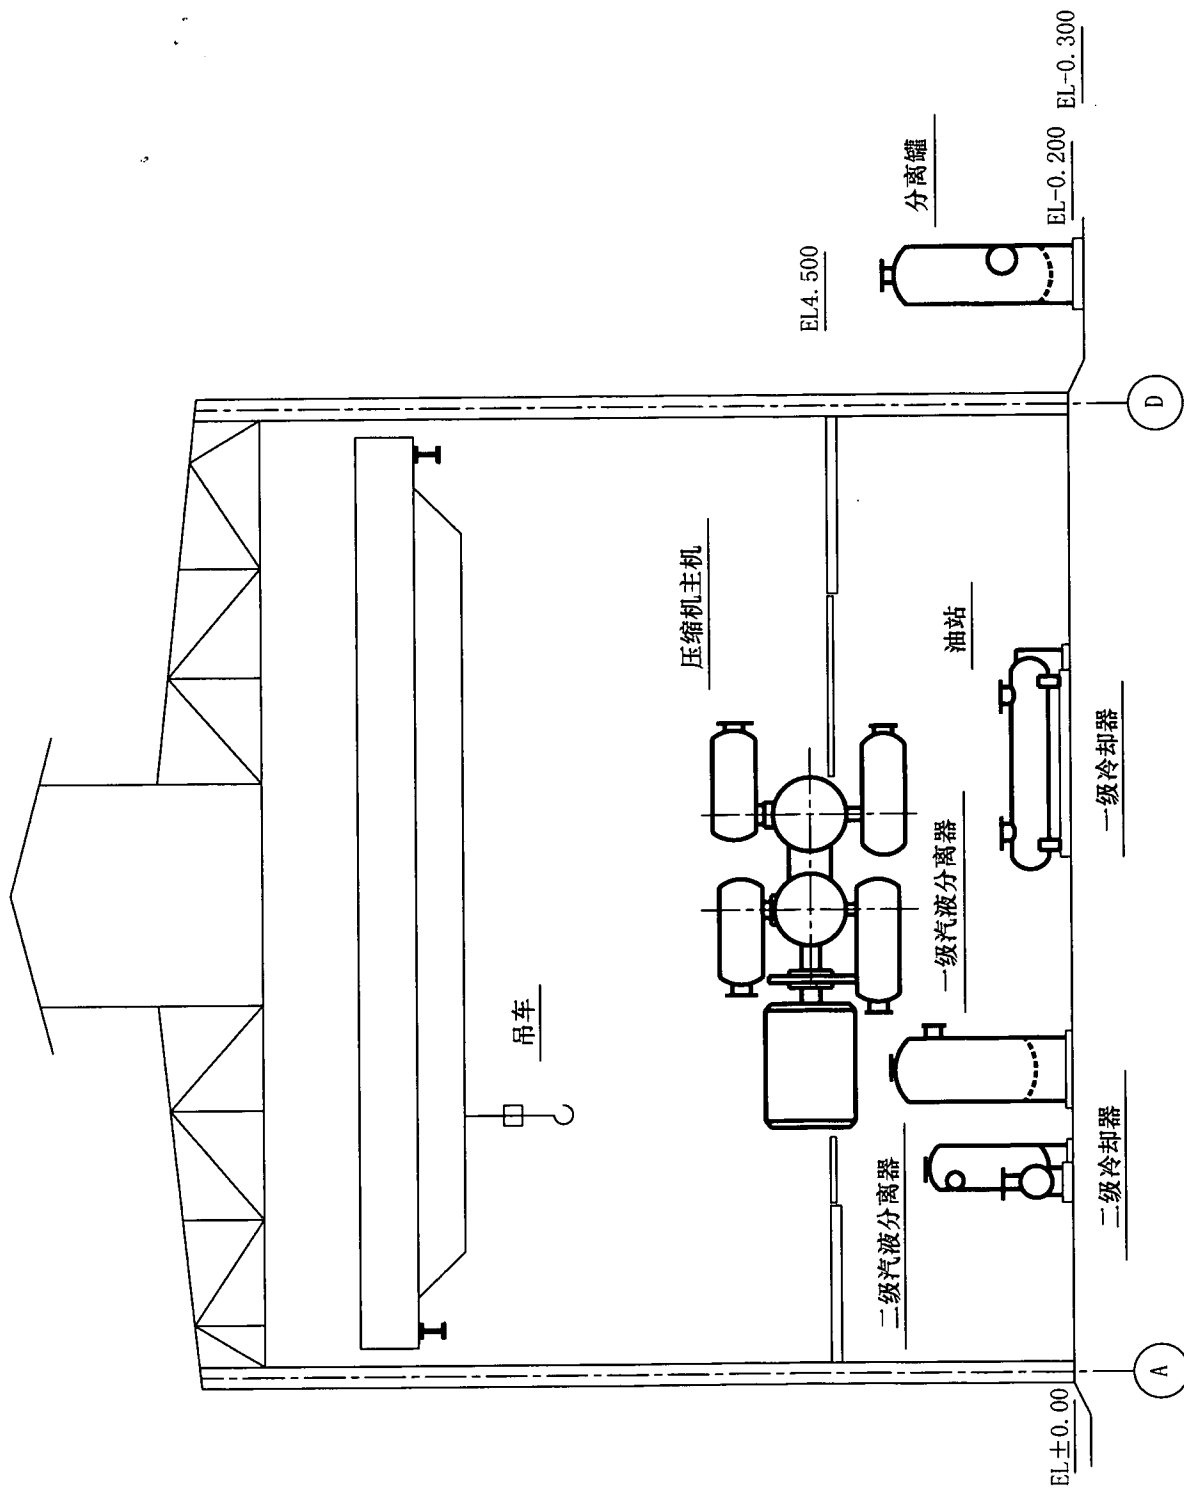 吊车
压缩机主机
EL4.500
分离罐
二级汽液分离器
一级汽液分离器
油站
EL±0.00
EL-0.200
EL-0.300
二级冷却器
一级冷却器
A
D